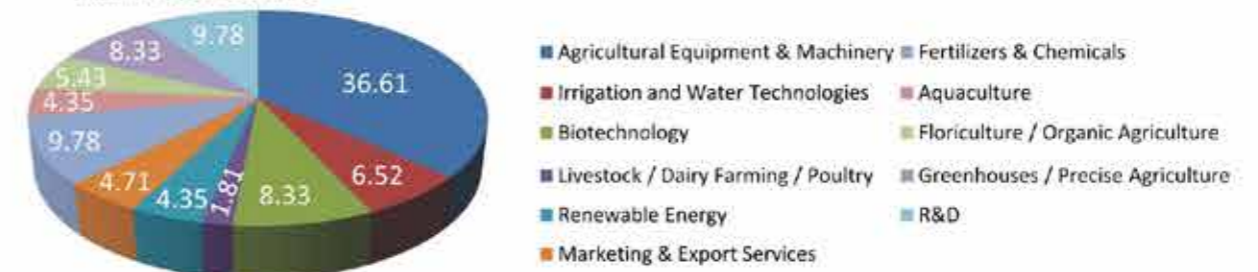 9.78
8.33
5.43
4.35
9.78
4.71
4.35
1.81
8.33
6.52
36.61
Agricultural Equipment & Machinery
Irrigation and Water Technologies
Biotechnology
Livestock / Dairy Farming / Poultry
Renewable Energy
Marketing & Export Services
Fertilizers & Chemicals
Aquaculture
Floriculture / Organic Agriculture
Greenhouses / Precise Agriculture
R&D